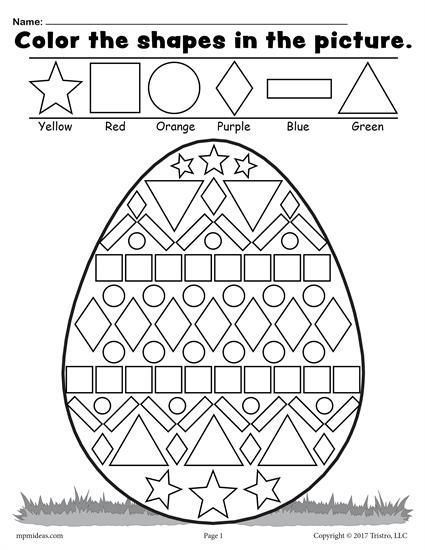 Name:
Color the shapes in the picture.
Yellow Red Orange Purple Blue Green
mpmideas.com Page 1 Copyright © 2017 Tristro, LLC